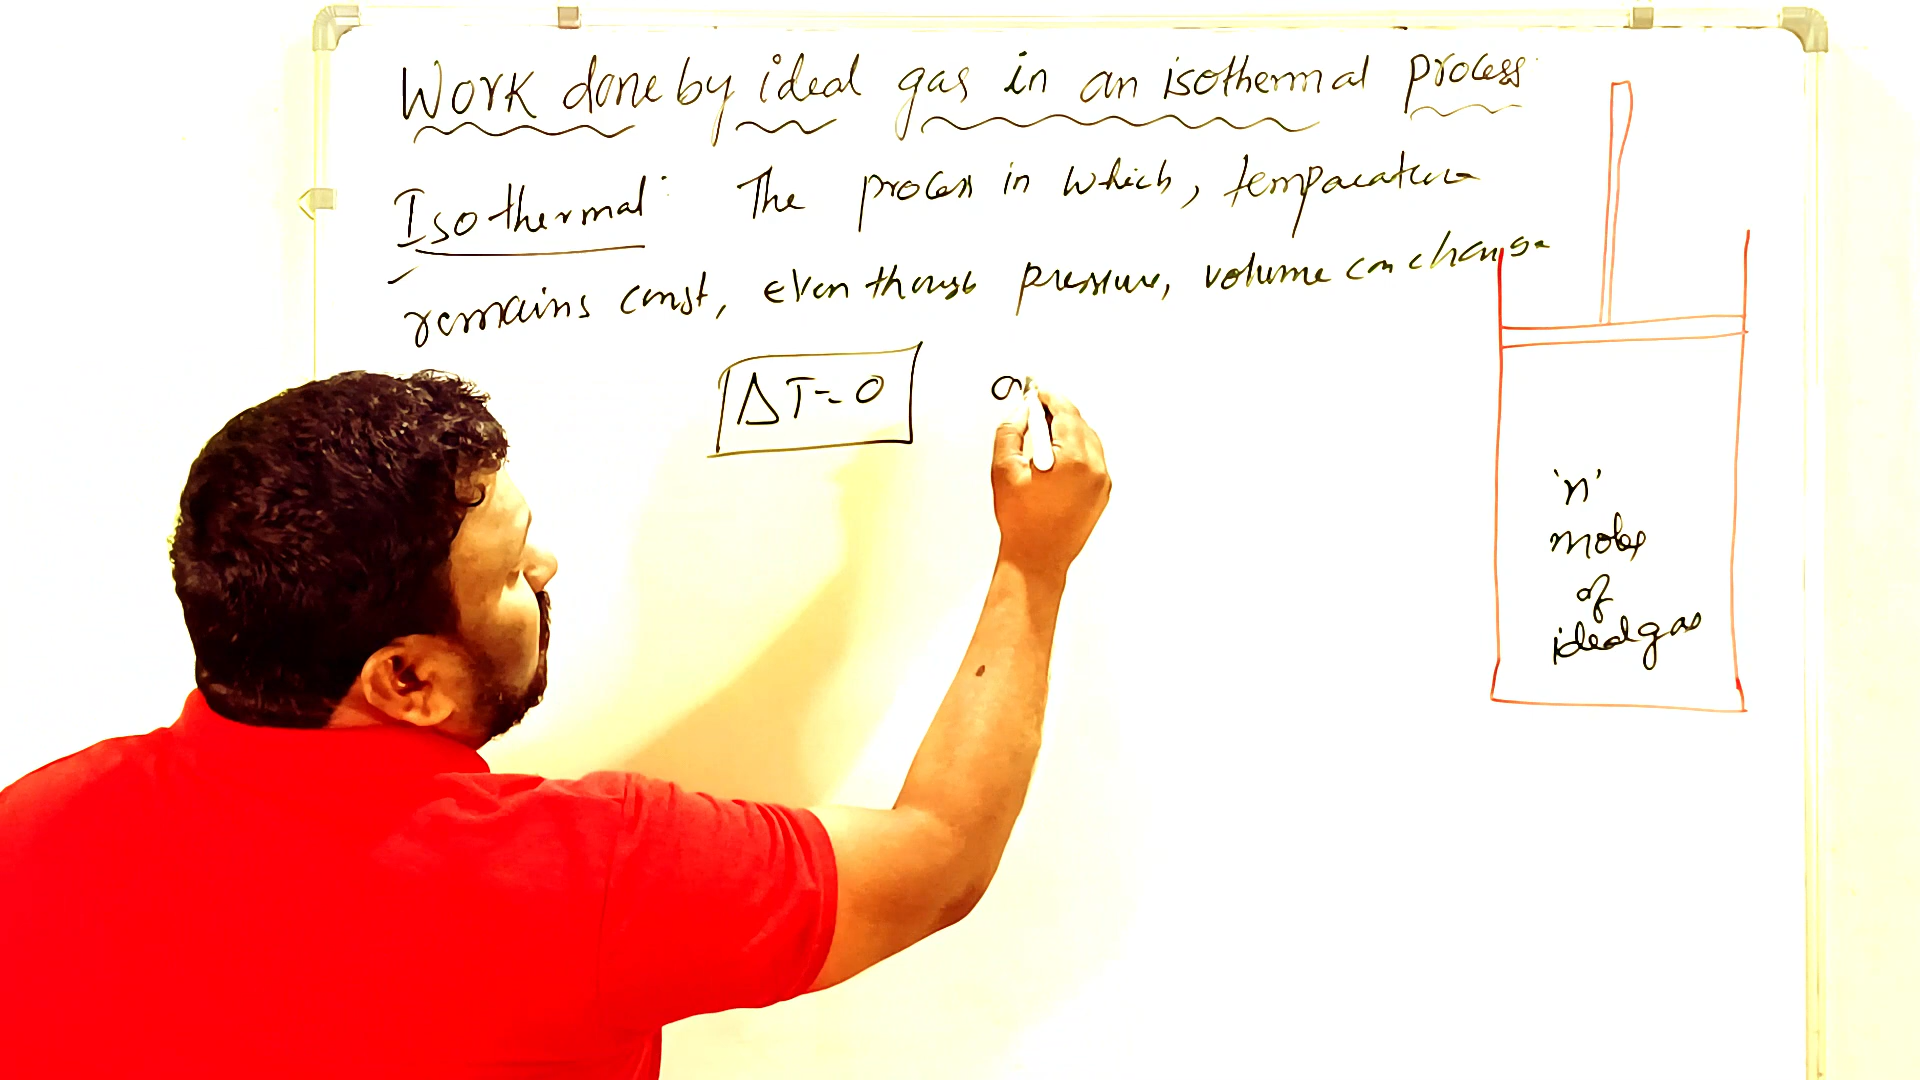 Work done by ideal gas in an isothermal process
Isothermal: The process in which, temparature
remains const, even though pressure, volume can change
ΔT = 0
'n'
moles
of
ideal gas